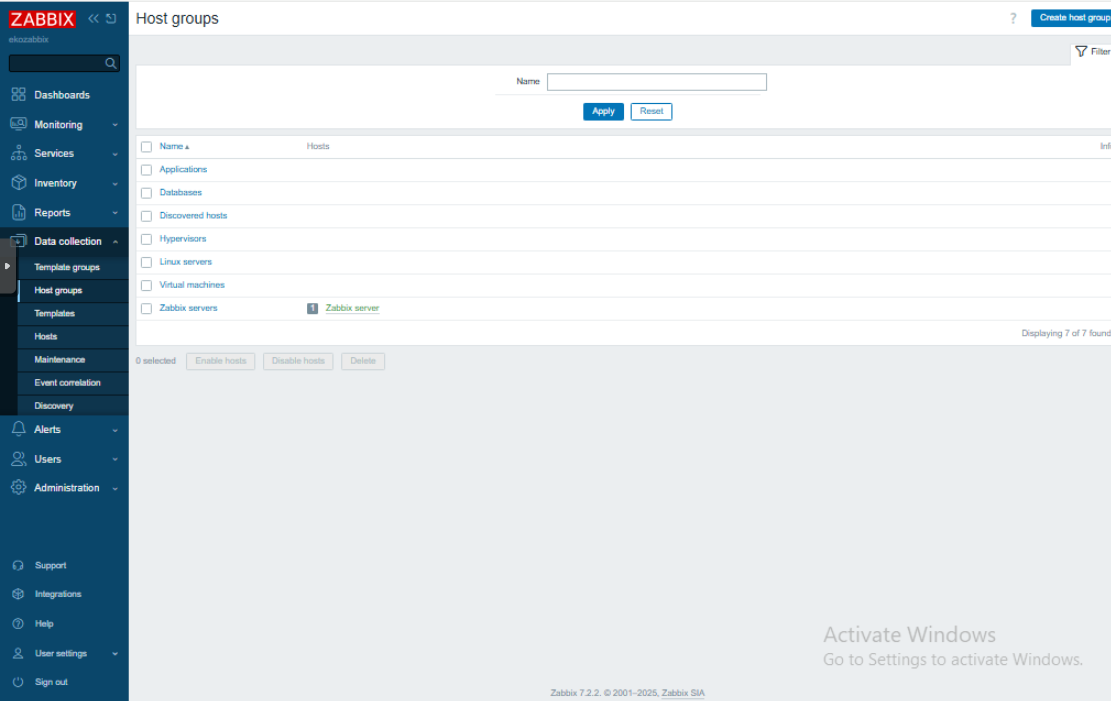 ZABBIX
Host groups
?
Create host group
ekozabbix
Filter
Name
Apply
Reset
Dashboards
Monitoring
Services
Inventory
Reports
Data collection
Template groups
Host groups
Templates
Hosts
Maintenance
Event correlation
Discovery
Alerts
Users
Administration
Support
Integrations
Help
User settings
Sign out
Name Hosts Inf
Applications
Databases
Discovered hosts
Hypervisors
Linux servers
Virtual machines
Zabbix servers 1 Zabbix server
Displaying 7 of 7 found
0 selected Enable hosts Disable hosts Delete
Activate Windows
Go to Settings to activate Windows.
Zabbix 7.2.2. © 2001–2025, Zabbix SIA